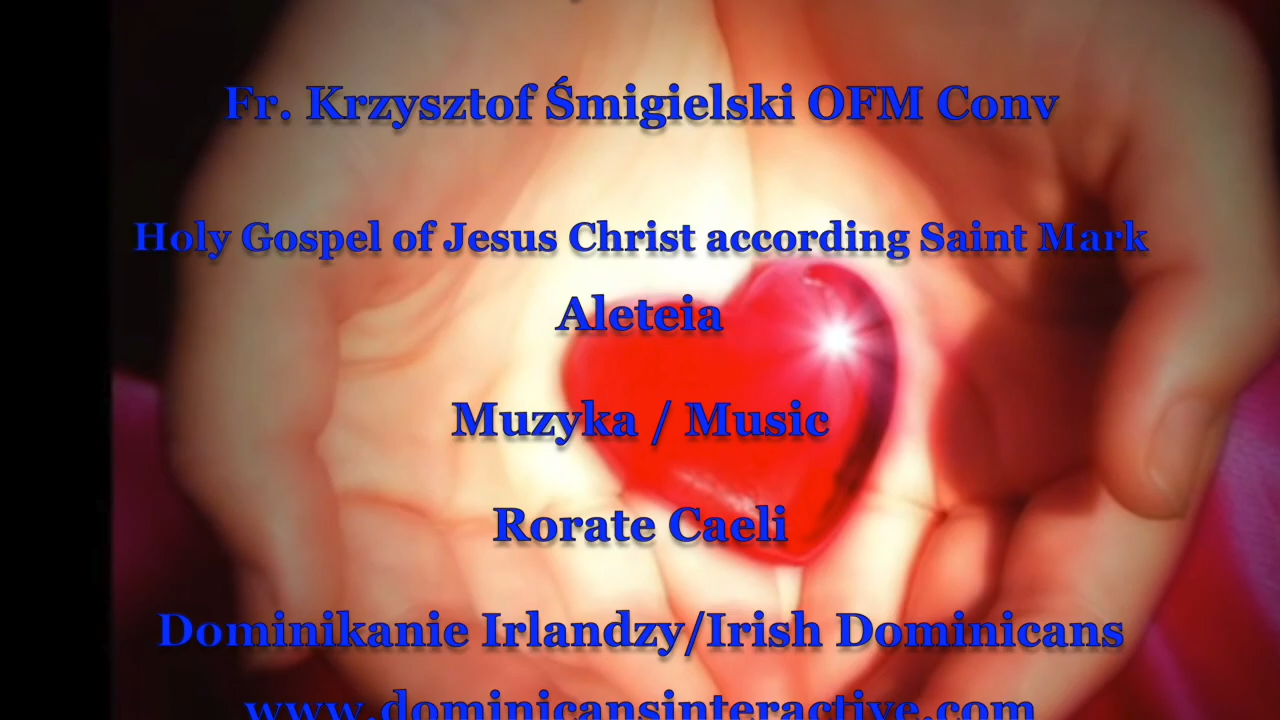 Fr. Krzysztof Śmigielski OFM Conv
Holy Gospel of Jesus Christ according Saint Mark
Aleteia
Muzyka / Music
Rorate Caeli
Dominikanie Irlandzy/Irish Dominicans
www.dominicansinteractive.com